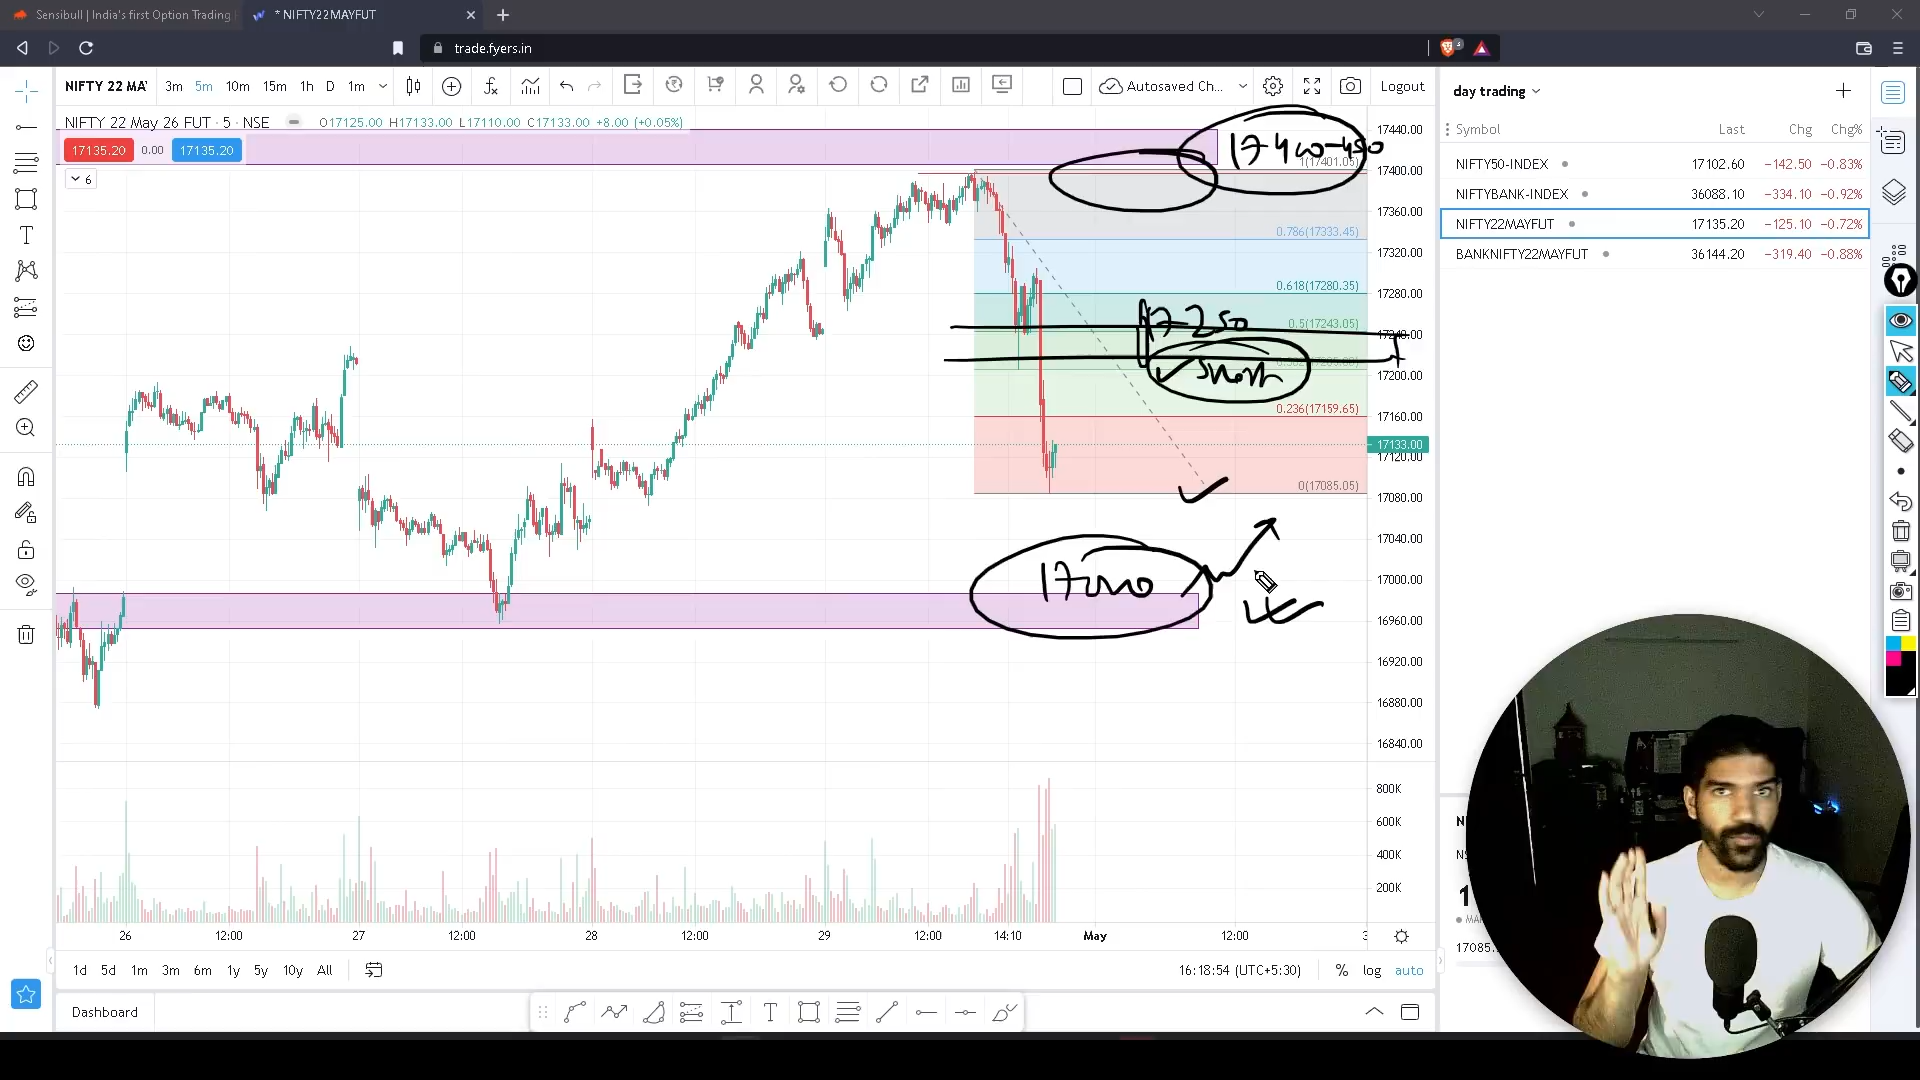 Sensibull | India's first Option Trading
* NIFTY22MAYFUT
trade.fyers.in
NIFTY 22 MA
3m 5m 10m 15m 1h D 1m
Autosaved Ch...
Logout
NIFTY 22 May 26 FUT · 5 · NSE
O17125.00 H17133.00 L17110.00 C17133.00 +8.00 (+0.05%)
17135.20 0.00 17135.20
6
1(17401.05)
0.786(17333.45)
0.618(17280.35)
0.5(17243.05)
0.236(17159.65)
0(17085.05)
17250
short
17440.00
17400.00
17360.00
17320.00
17280.00
17240.00
17200.00
17160.00
17133.00
17120.00
17080.00
17040.00
17000.00
16960.00
16920.00
16880.00
16840.00
800K
600K
400K
200K
26 12:00 27 12:00 28 12:00 29 12:00 14:10 May 12:00 3
1d 5d 1m 3m 6m 1y 5y 10y All
16:18:54 (UTC+5:30) % log auto
Dashboard
day trading
Symbol Last Chg Chg%
NIFTY50-INDEX 17102.60 −142.50 −0.83%
NIFTYBANK-INDEX 36088.10 −334.10 −0.92%
NIFTY22MAYFUT 17135.20 −125.10 −0.72%
BANKNIFTY22MAYFUT 36144.20 −319.40 −0.88%